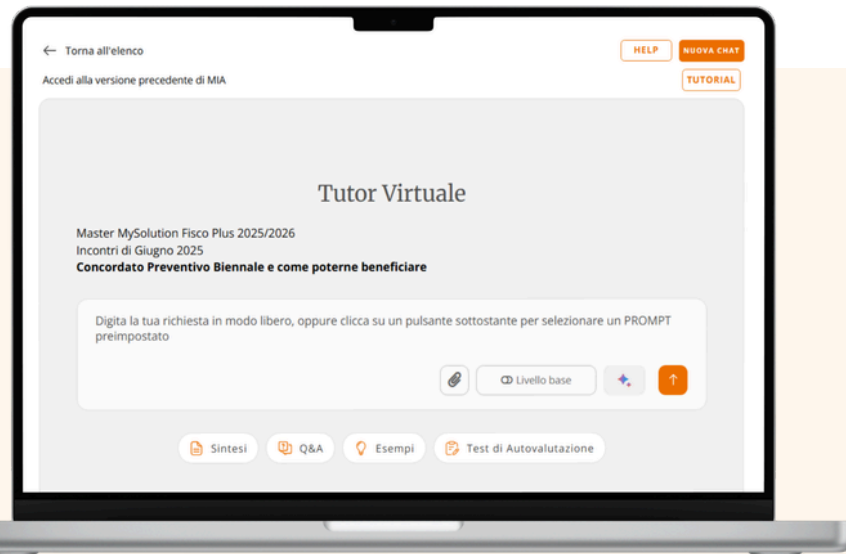 ← Torna all'elenco
HELP
NUOVA CHAT
Accedi alla versione precedente di MIA
TUTORIAL
Tutor Virtuale
Master MySolution Fisco Plus 2025/2026
Incontri di Giugno 2025
Concordato Preventivo Biennale e come poterne beneficiare
Digita la tua richiesta in modo libero, oppure clicca su un pulsante sottostante per selezionare un PROMPT
preimpostato
Livello base
Sintesi
Q&A
Esempi
Test di Autovalutazione